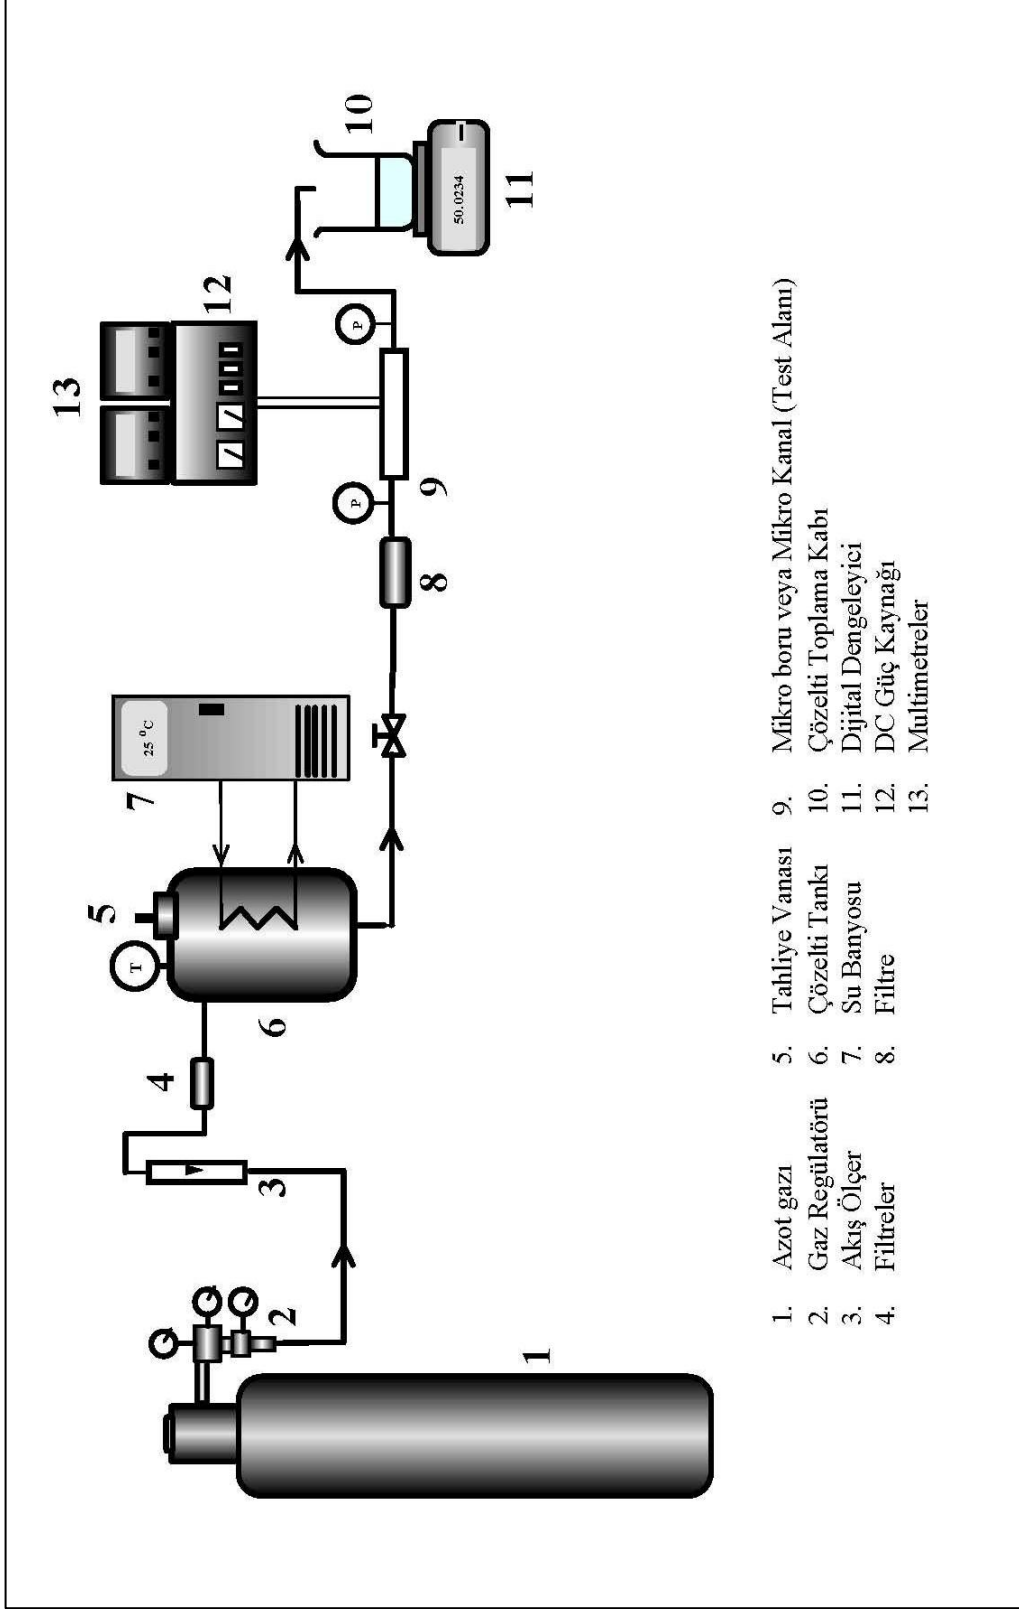 13
12
10
50.0234
11
P
P
9
8
25 ⁰C
7
5
T
6
4
3
2
1
1. Azot gazı
2. Gaz Regülatörü
3. Akış Ölçer
4. Filtreler
5. Tahliye Vanası
6. Çözelti Tankı
7. Su Banyosu
8. Filtre
9. Mikro boru veya Mikro Kanal (Test Alanı)
10. Çözelti Toplama Kabı
11. Dijital Dengeleyici
12. DC Güç Kaynağı
13. Multimetreler